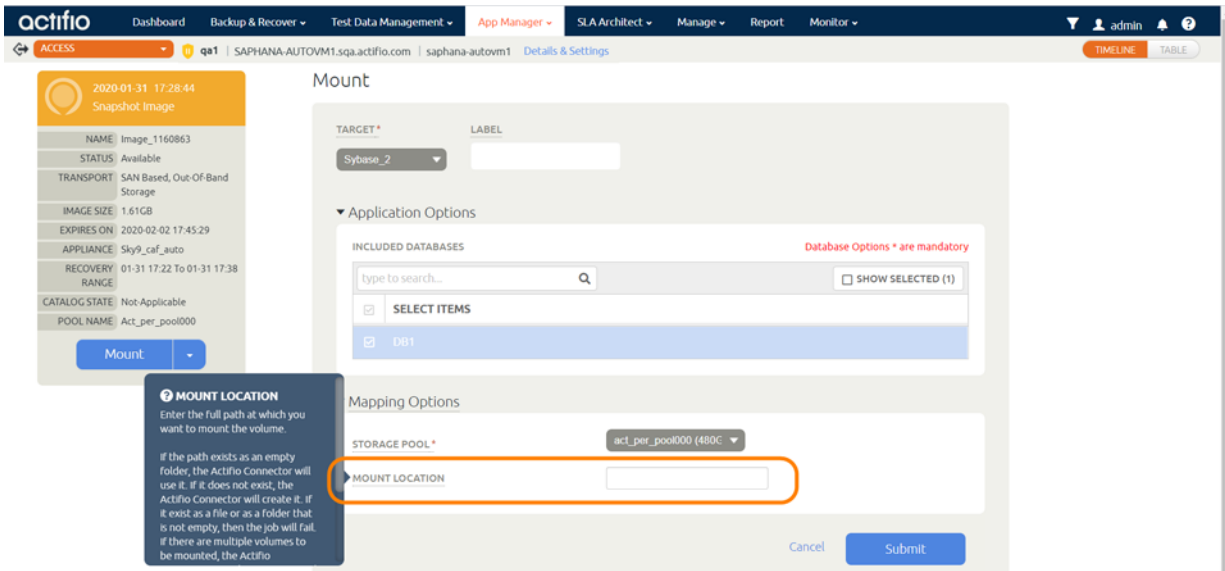 actifio
Dashboard Backup & Recover Test Data Management App Manager SLA Architect Manage Report Monitor admin
ACCESS qa1 | SAPHANA-AUTOVM1.sqa.actifio.com | saphana-autovm1 Details & Settings TIMELINE TABLE
2020-01-31 17:28:44
Snapshot Image
NAME Image_1160863
STATUS Available
TRANSPORT SAN Based, Out-Of-Band
Storage
IMAGE SIZE 1.61GB
EXPIRES ON 2020-02-02 17:45:29
APPLIANCE Sky9_caf_auto
RECOVERY RANGE 01-31 17:22 To 01-31 17:38
CATALOG STATE Not-Applicable
POOL NAME Act_per_pool000
Mount
Mount
TARGET* LABEL
Sybase_2
Application Options
INCLUDED DATABASES Database Options * are mandatory
type to search... SHOW SELECTED (1)
SELECT ITEMS
DB1
Mapping Options
STORAGE POOL* act_per_pool000 (480G
MOUNT LOCATION
Cancel Submit
? MOUNT LOCATION
Enter the full path at which you
want to mount the volume.
If the path exists as an empty
folder, the Actifio Connector will
use it. If it does not exist, the
Actifio Connector will create it. If
it exist as a file or as a folder that
is not empty, then the job will fail.
If there are multiple volumes to
be mounted, the Actifio